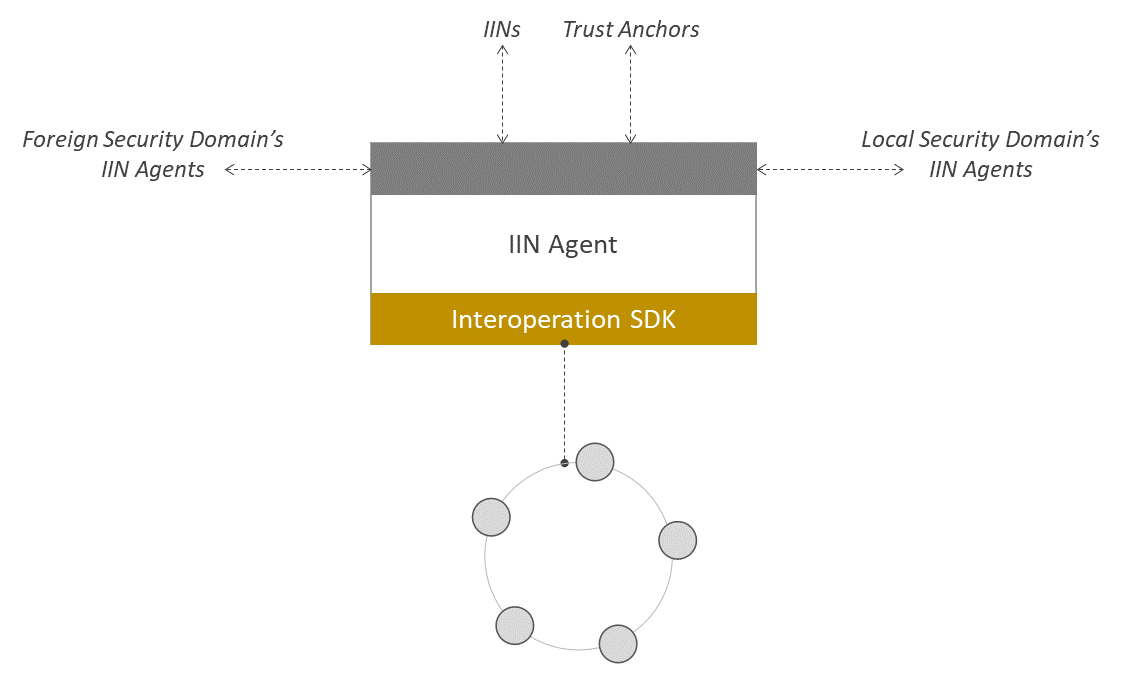 IINs
Trust Anchors
Foreign Security Domain’s
IIN Agents
Local Security Domain’s
IIN Agents
IIN Agent
Interoperation SDK